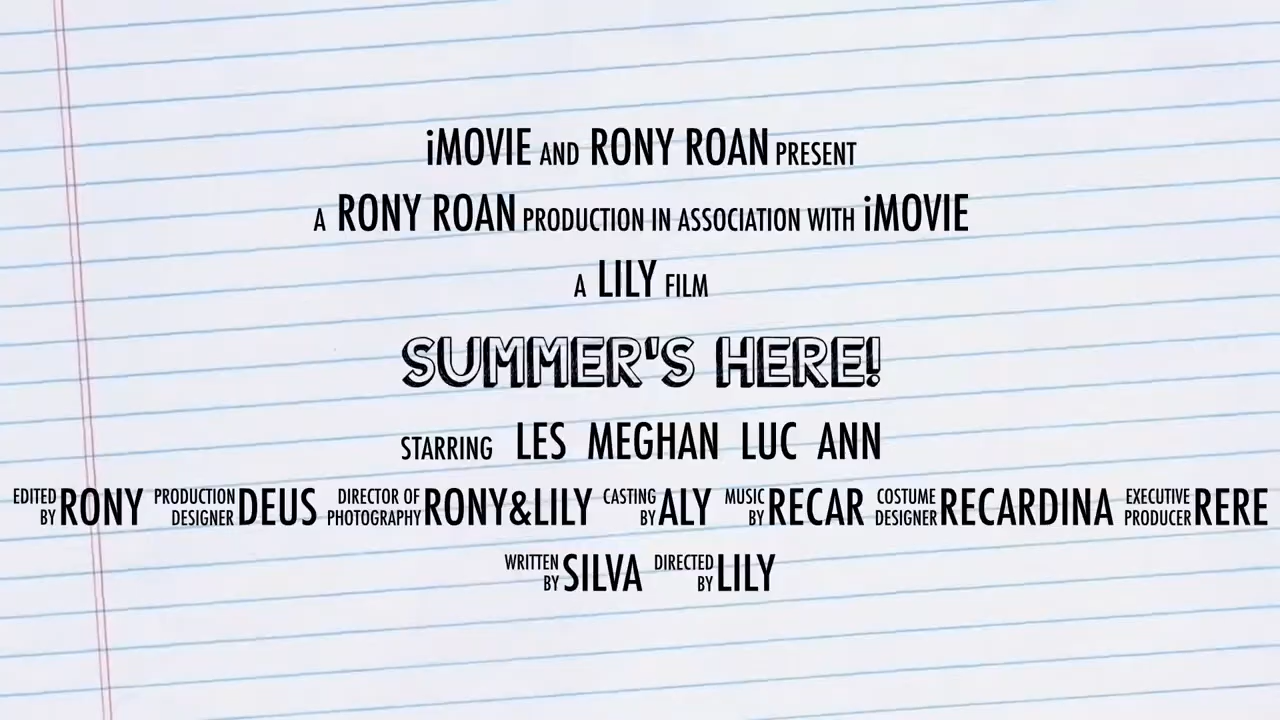 iMOVIE AND RONY ROAN PRESENT
A RONY ROAN PRODUCTION IN ASSOCIATION WITH iMOVIE
A LILY FILM
SUMMER'S HERE!
STARRING LES MEGHAN LUC ANN
EDITED BY RONY PRODUCTION DESIGNER DEUS DIRECTOR OF PHOTOGRAPHY RONY&LILY CASTING BY ALY MUSIC BY RECAR COSTUME DESIGNER RECARDINA EXECUTIVE PRODUCER RERE
WRITTEN BY SILVA DIRECTED BY LILY